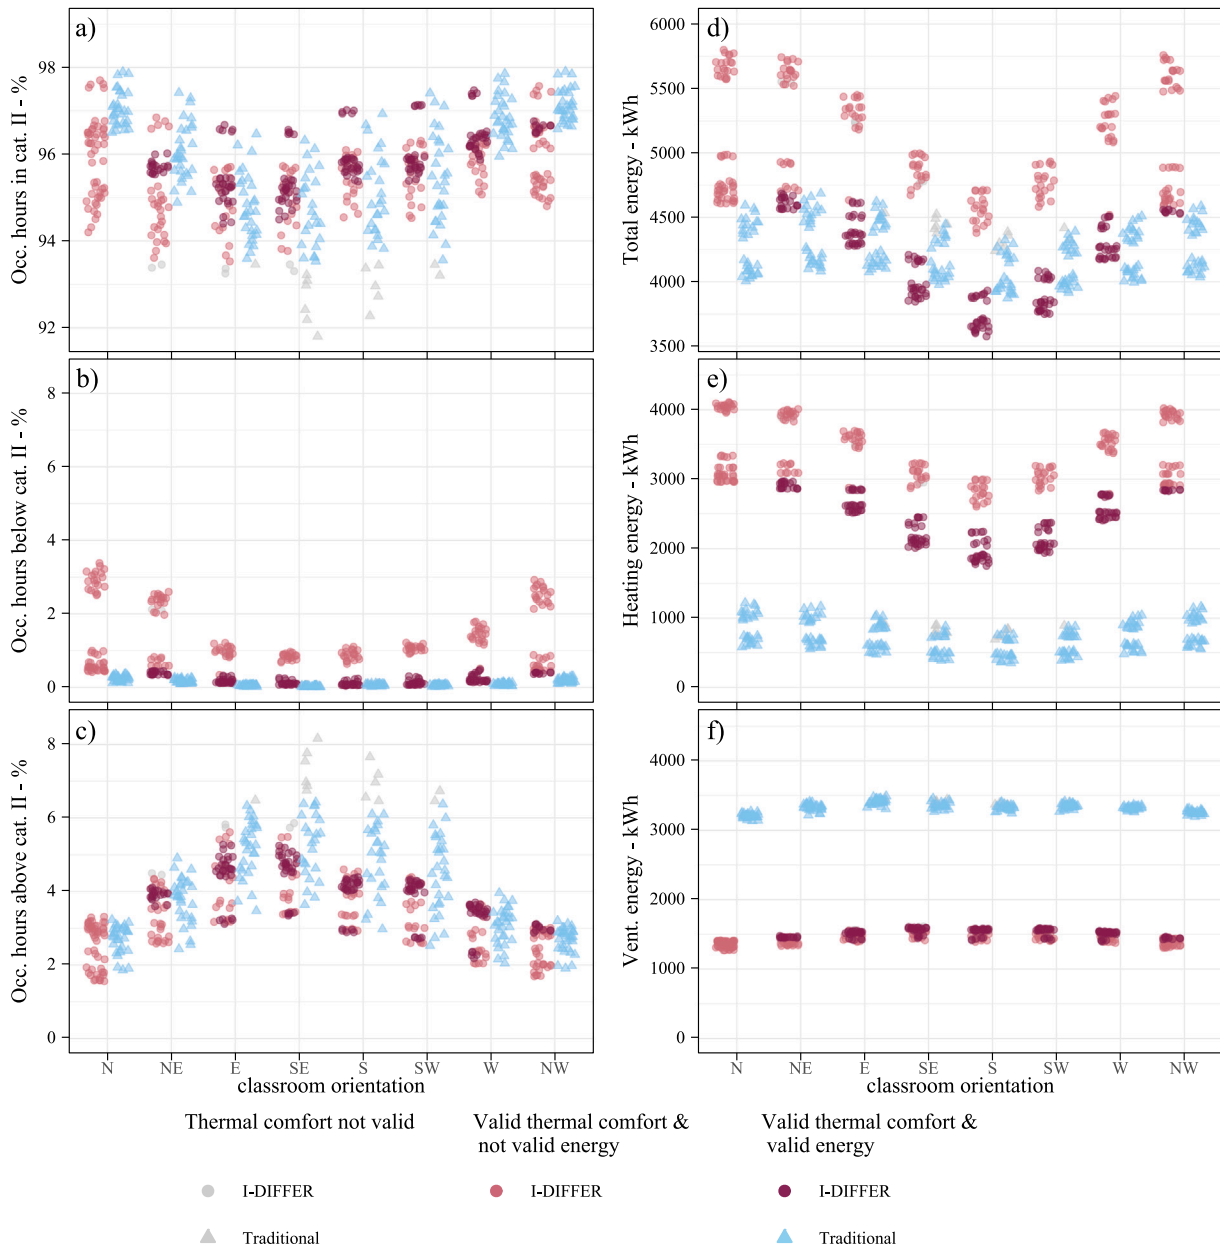 a)
Occ. hours in cat. II - %
98
96
94
92
b)
Occ. hours below cat. II - %
8
6
4
2
0
c)
Occ. hours above cat. II - %
8
6
4
2
0
N NE E SE S SW W NW
classroom orientation
d)
Total energy - kWh
6000
5500
5000
4500
4000
3500
e)
Heating energy - kWh
4000
3000
2000
1000
0
f)
Vent. energy - kWh
4000
3000
2000
1000
0
N NE E SE S SW W NW
classroom orientation
Thermal comfort not valid
I-DIFFER
Traditional
Valid thermal comfort &
not valid energy
I-DIFFER
Valid thermal comfort &
valid energy
I-DIFFER
Traditional